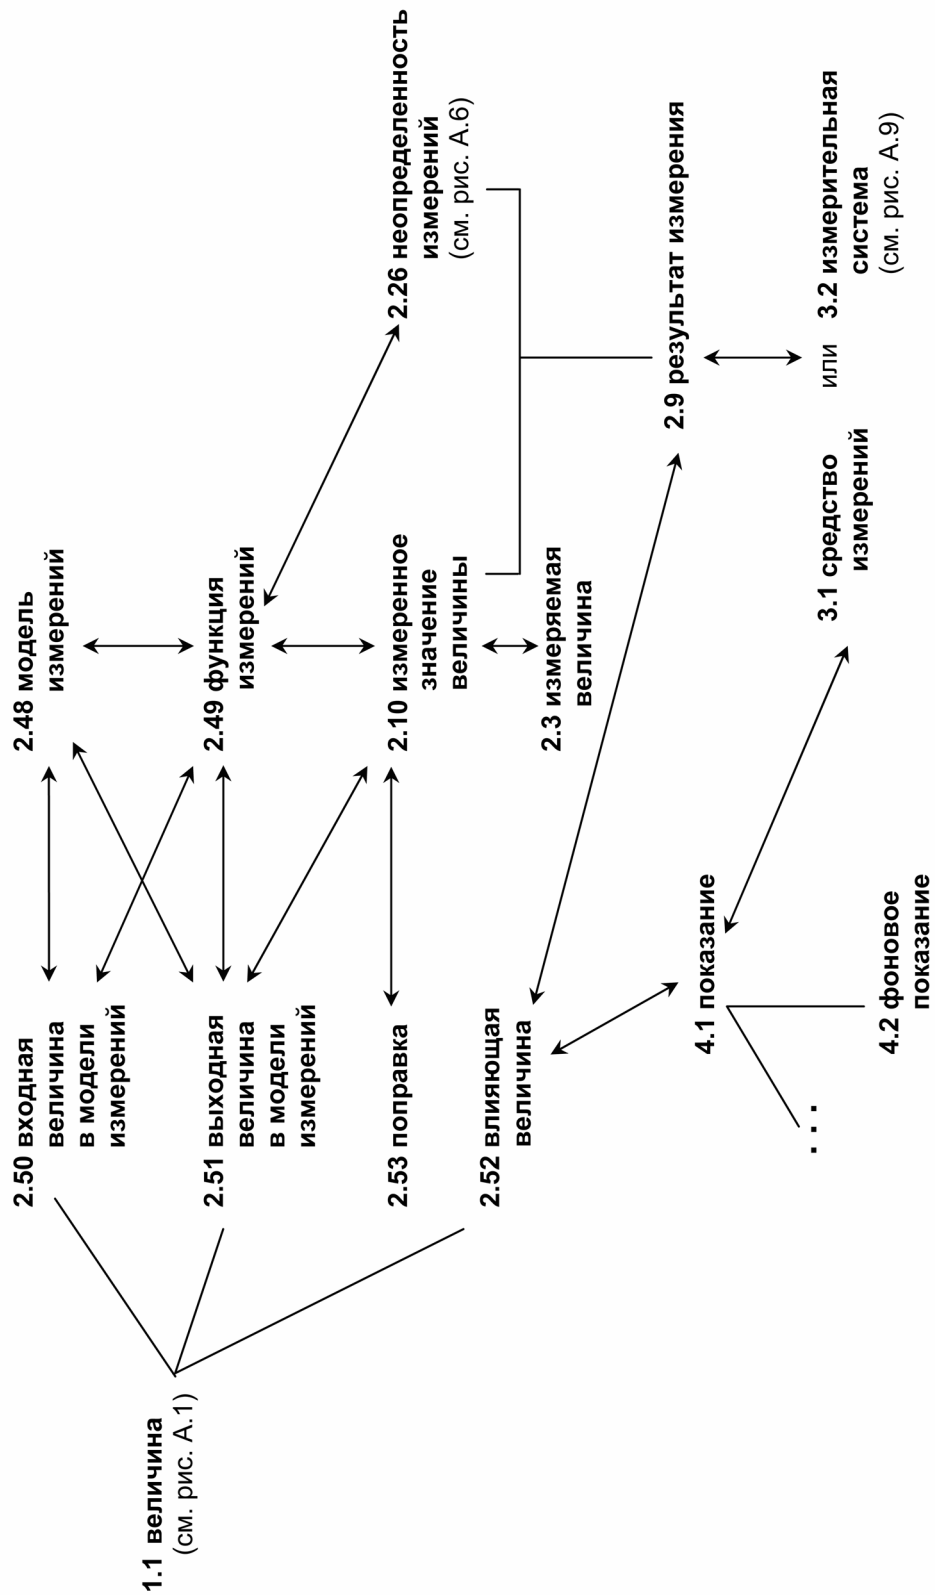 1.1 величина
(см. рис. А.1)
2.50 входная
величина
в модели
измерений
2.51 выходная
величина
в модели
измерений
2.53 поправка
2.52 влияющая
величина
2.48 модель
измерений
2.49 функция
измерений
2.10 измеренное
значение
величины
2.3 измеряемая
величина
2.26 неопределенность
измерений
(см. рис. А.6)
2.9 результат измерения
4.1 показание
. . .
4.2 фоновое
показание
3.1 средство
измерений
или
3.2 измерительная
система
(см. рис. А.9)